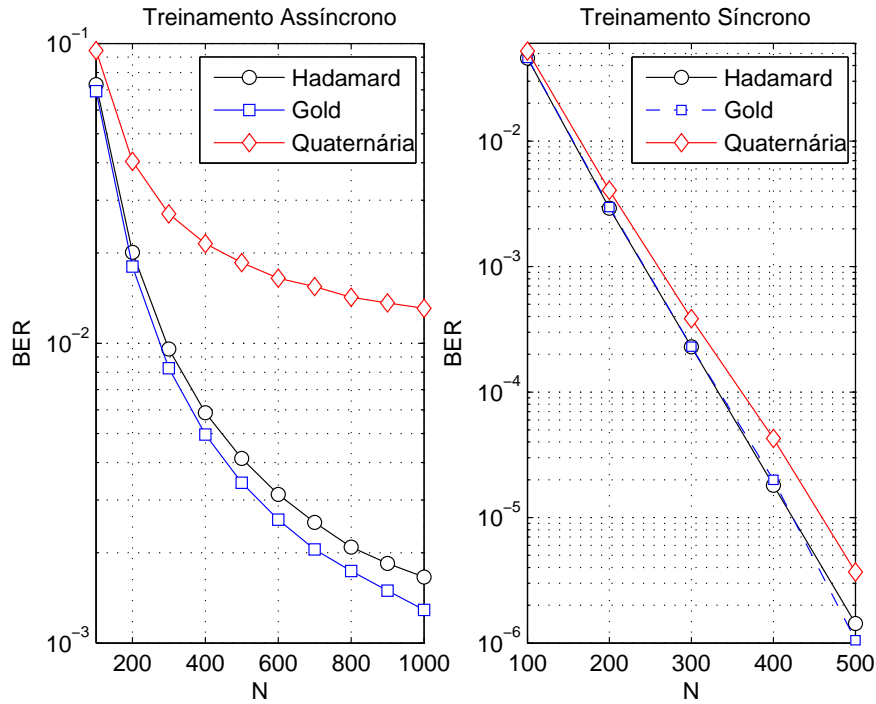 Treinamento Assíncrono
10⁻¹
10⁻²
10⁻³
BER
200
400
600
800
1000
N
Hadamard
Gold
Quaternária
Treinamento Síncrono
10⁻²
10⁻³
10⁻⁴
10⁻⁵
10⁻⁶
BER
100
200
300
400
500
N
Hadamard
Gold
Quaternária